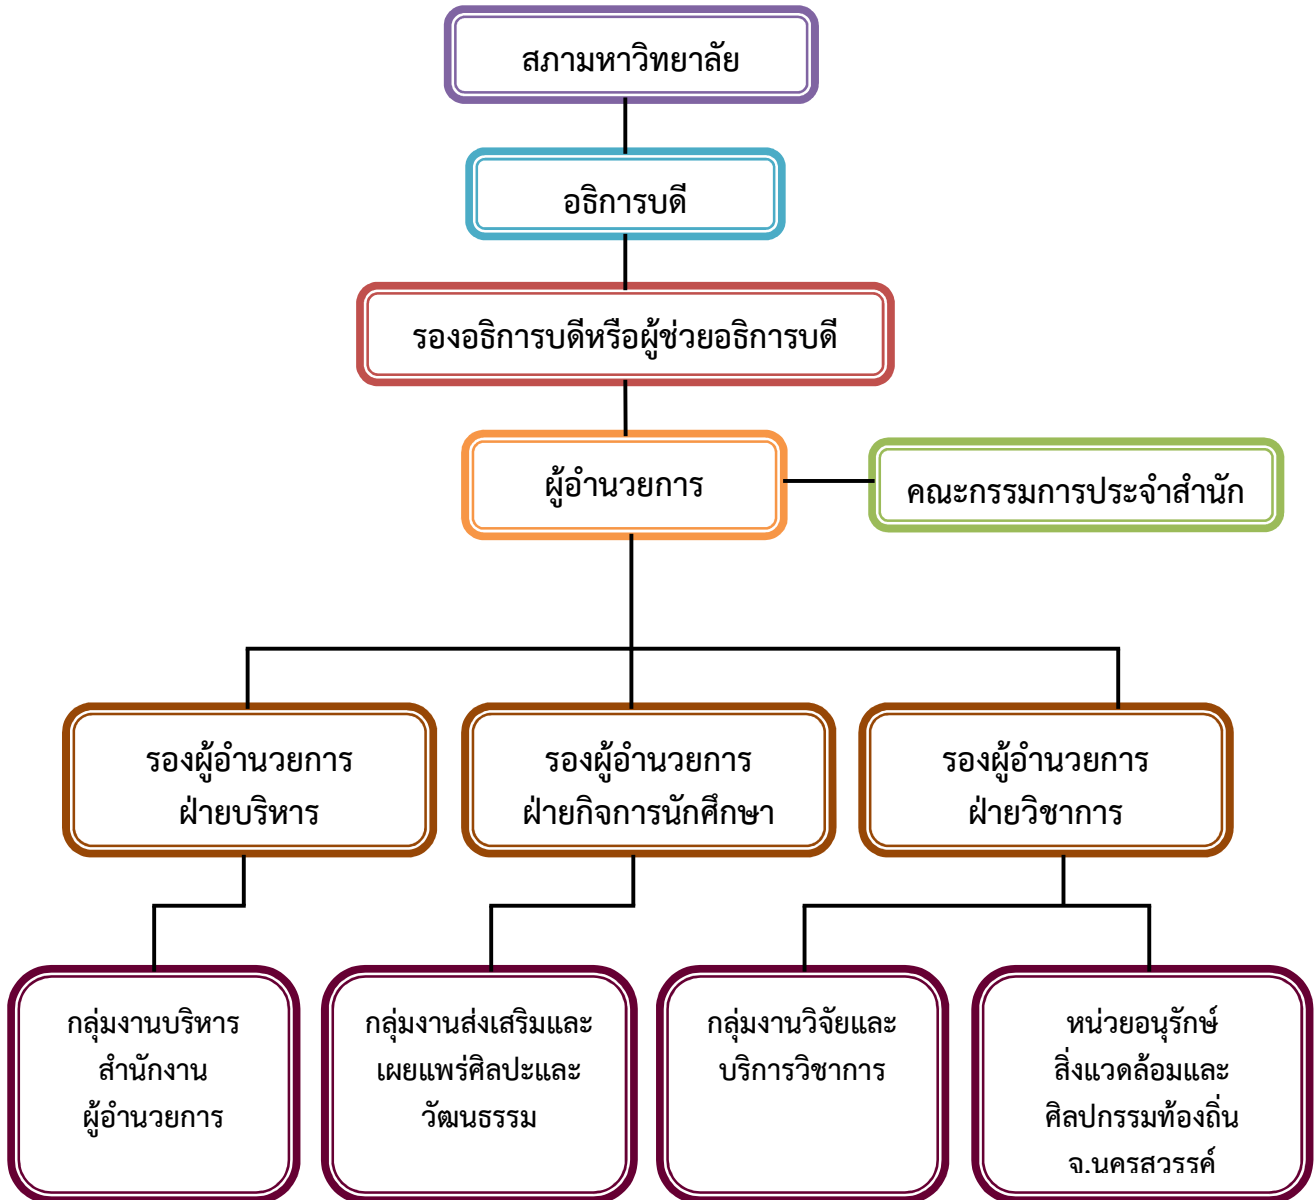 สภามหาวิทยาลัย
อธิการบดี
รองอธิการบดีหรือผู้ช่วยอธิการบดี
ผู้อำนวยการ
คณะกรรมการประจำสำนัก
รองผู้อำนวยการ
ฝ่ายบริหาร
รองผู้อำนวยการ
ฝ่ายกิจการนักศึกษา
รองผู้อำนวยการ
ฝ่ายวิชาการ
กลุ่มงานบริหาร
สำนักงาน
ผู้อำนวยการ
กลุ่มงานส่งเสริมและ
เผยแพร่ศิลปะและ
วัฒนธรรม
กลุ่มงานวิจัยและ
บริการวิชาการ
หน่วยอนุรักษ์
สิ่งแวดล้อมและ
ศิลปกรรมท้องถิ่น
จ.นครสวรรค์